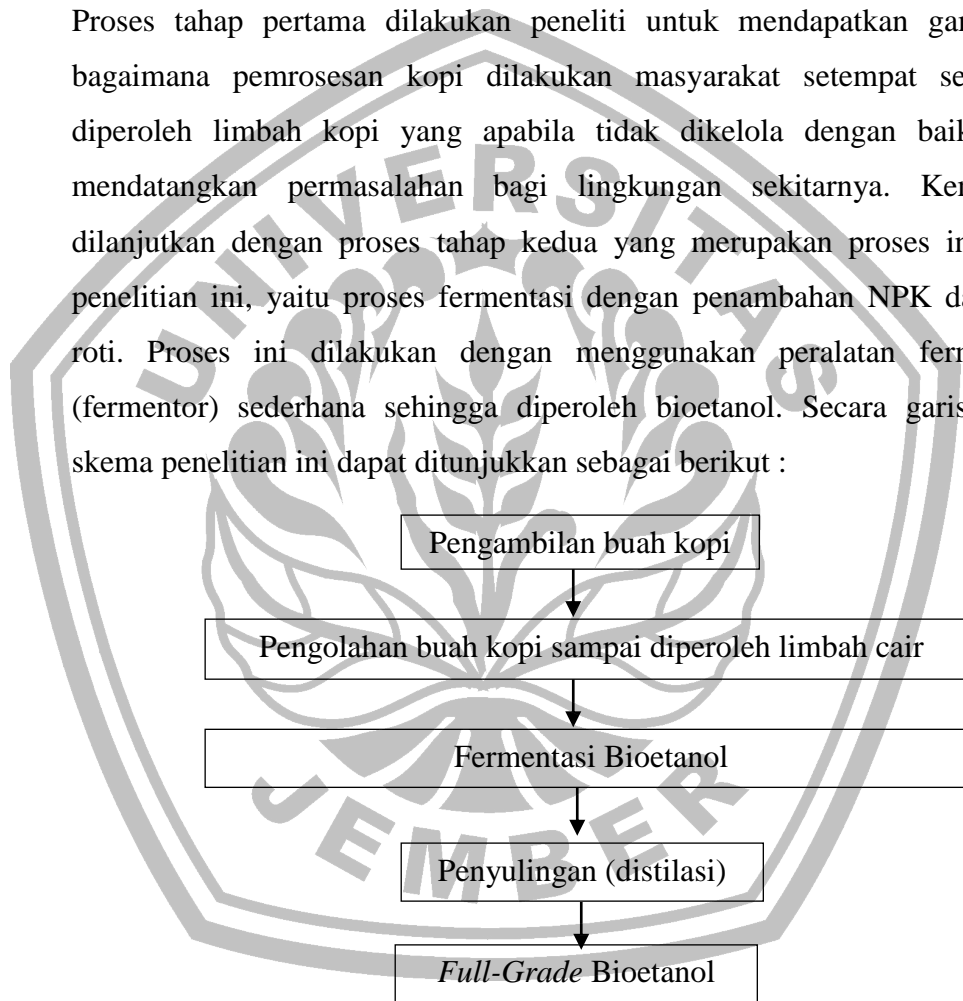 Proses tahap pertama dilakukan peneliti untuk mendapatkan gar
bagaimana pemrosesan kopi dilakukan masyarakat setempat se
diperoleh limbah kopi yang apabila tidak dikelola dengan baik
mendatangkan permasalahan bagi lingkungan sekitarnya. Ker
dilanjutkan dengan proses tahap kedua yang merupakan proses in
penelitian ini, yaitu proses fermentasi dengan penambahan NPK da
roti. Proses ini dilakukan dengan menggunakan peralatan ferm
(fermentor) sederhana sehingga diperoleh bioetanol. Secara garis
skema penelitian ini dapat ditunjukkan sebagai berikut :
Pengambilan buah kopi
Pengolahan buah kopi sampai diperoleh limbah cair
Fermentasi Bioetanol
Penyulingan (distilasi)
Full-Grade Bioetanol
UNIVERSITAS
JEMBER